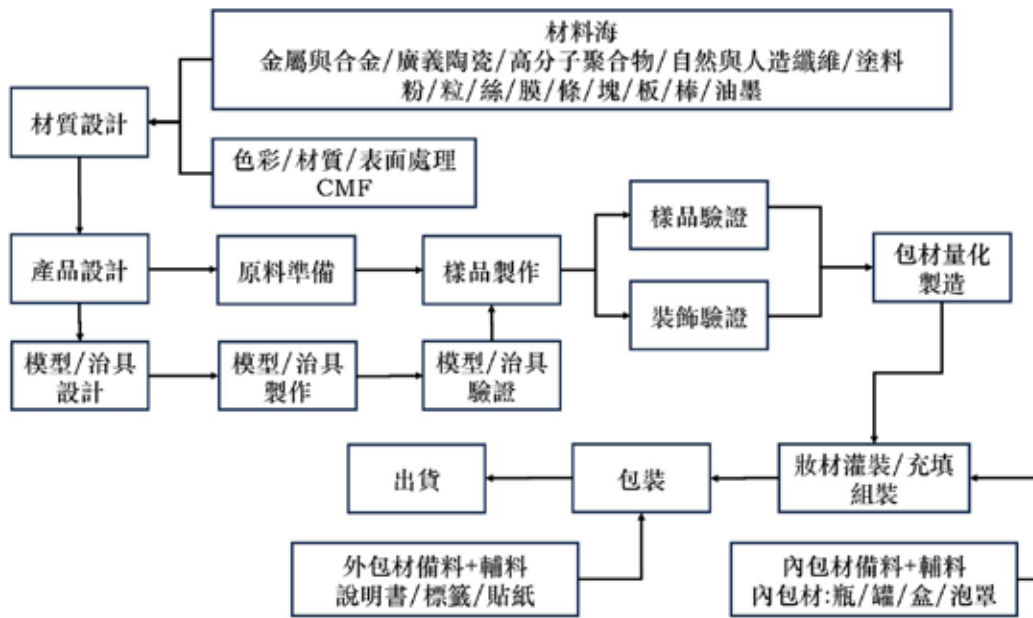 材料海
金屬與合金/廣義陶瓷/高分子聚合物/自然與人造纖維/塗料
粉/粒/絲/膜/條/塊/板/棒/油墨
材質設計
色彩/材質/表面處理
CMF
產品設計
原料準備
樣品製作
樣品驗證
裝飾驗證
包材量化
製造
模型/治具
設計
模型/治具
製作
模型/治具
驗證
出貨
包裝
妝材灌裝/充填
組裝
外包材備料+輔料
說明書/標籤/貼紙
內包材備料+輔料
內包材:瓶/罐/盒/泡罩